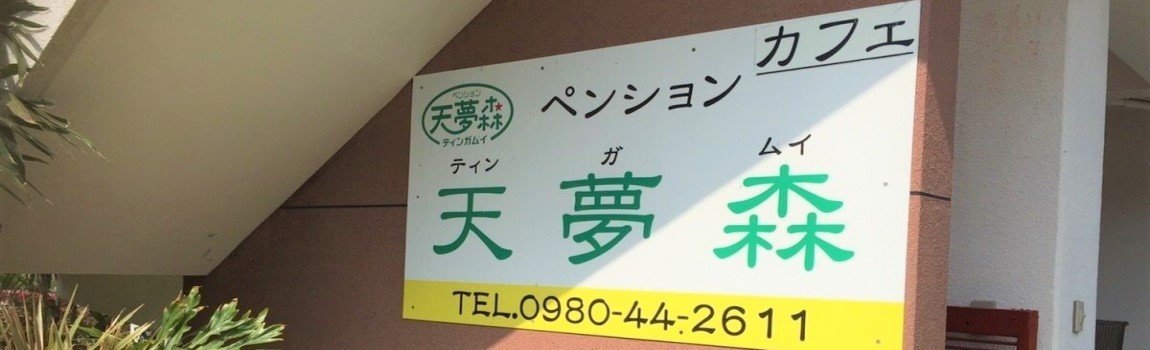 カフェ
ペンション
ペンション
天夢森
ティンガムイ
ティン ガ ムイ
天 夢 森
TEL.0980-44-2611